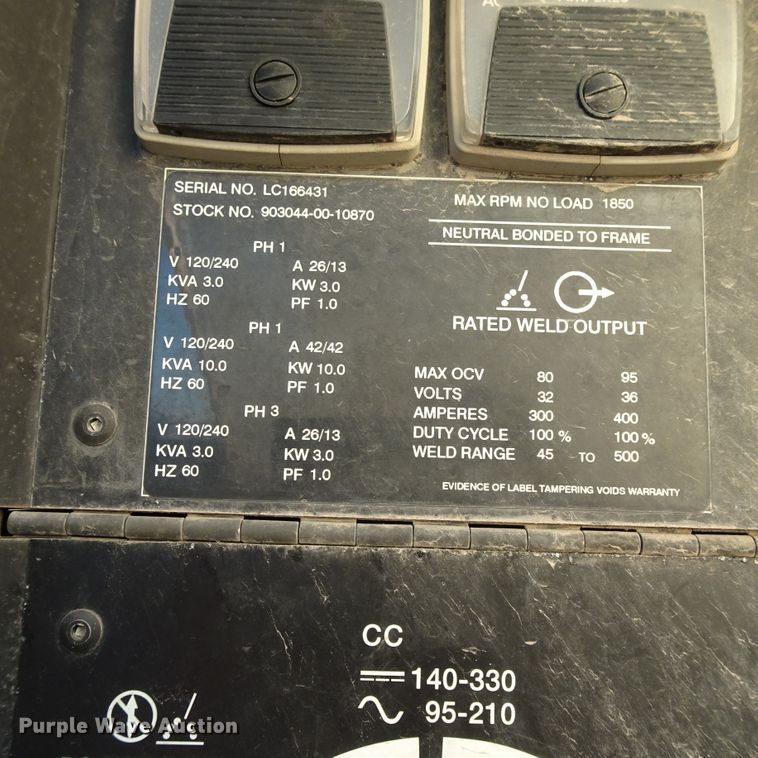 SERIAL NO. LC166431
STOCK NO. 903044-00-10870
PH 1
V 120/240 A 26/13
KVA 3.0 KW 3.0
HZ 60 PF 1.0
PH 1
V 120/240 A 42/42
KVA 10.0 KW 10.0
HZ 60 PF 1.0
PH 3
V 120/240 A 26/13
KVA 3.0 KW 3.0
HZ 60 PF 1.0
MAX RPM NO LOAD 1850
NEUTRAL BONDED TO FRAME
RATED WELD OUTPUT
MAX OCV 80 95
VOLTS 32 36
AMPERES 300 400
DUTY CYCLE 100 % 100 %
WELD RANGE 45 TO 500
EVIDENCE OF LABEL TAMPERING VOIDS WARRANTY
CC
140-330
95-210
Purple Wave Auction